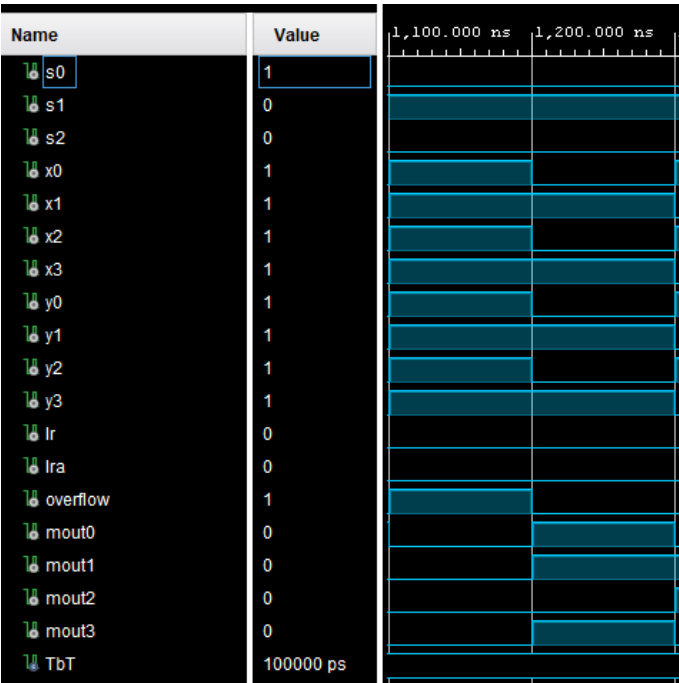 Name Value 1,100.000 ns 1,200.000 ns
s0 1
s1 0
s2 0
x0 1
x1 1
x2 1
x3 1
y0 1
y1 1
y2 1
y3 1
lr 0
lra 0
overflow 1
mout0 0
mout1 0
mout2 0
mout3 0
TbT 100000 ps